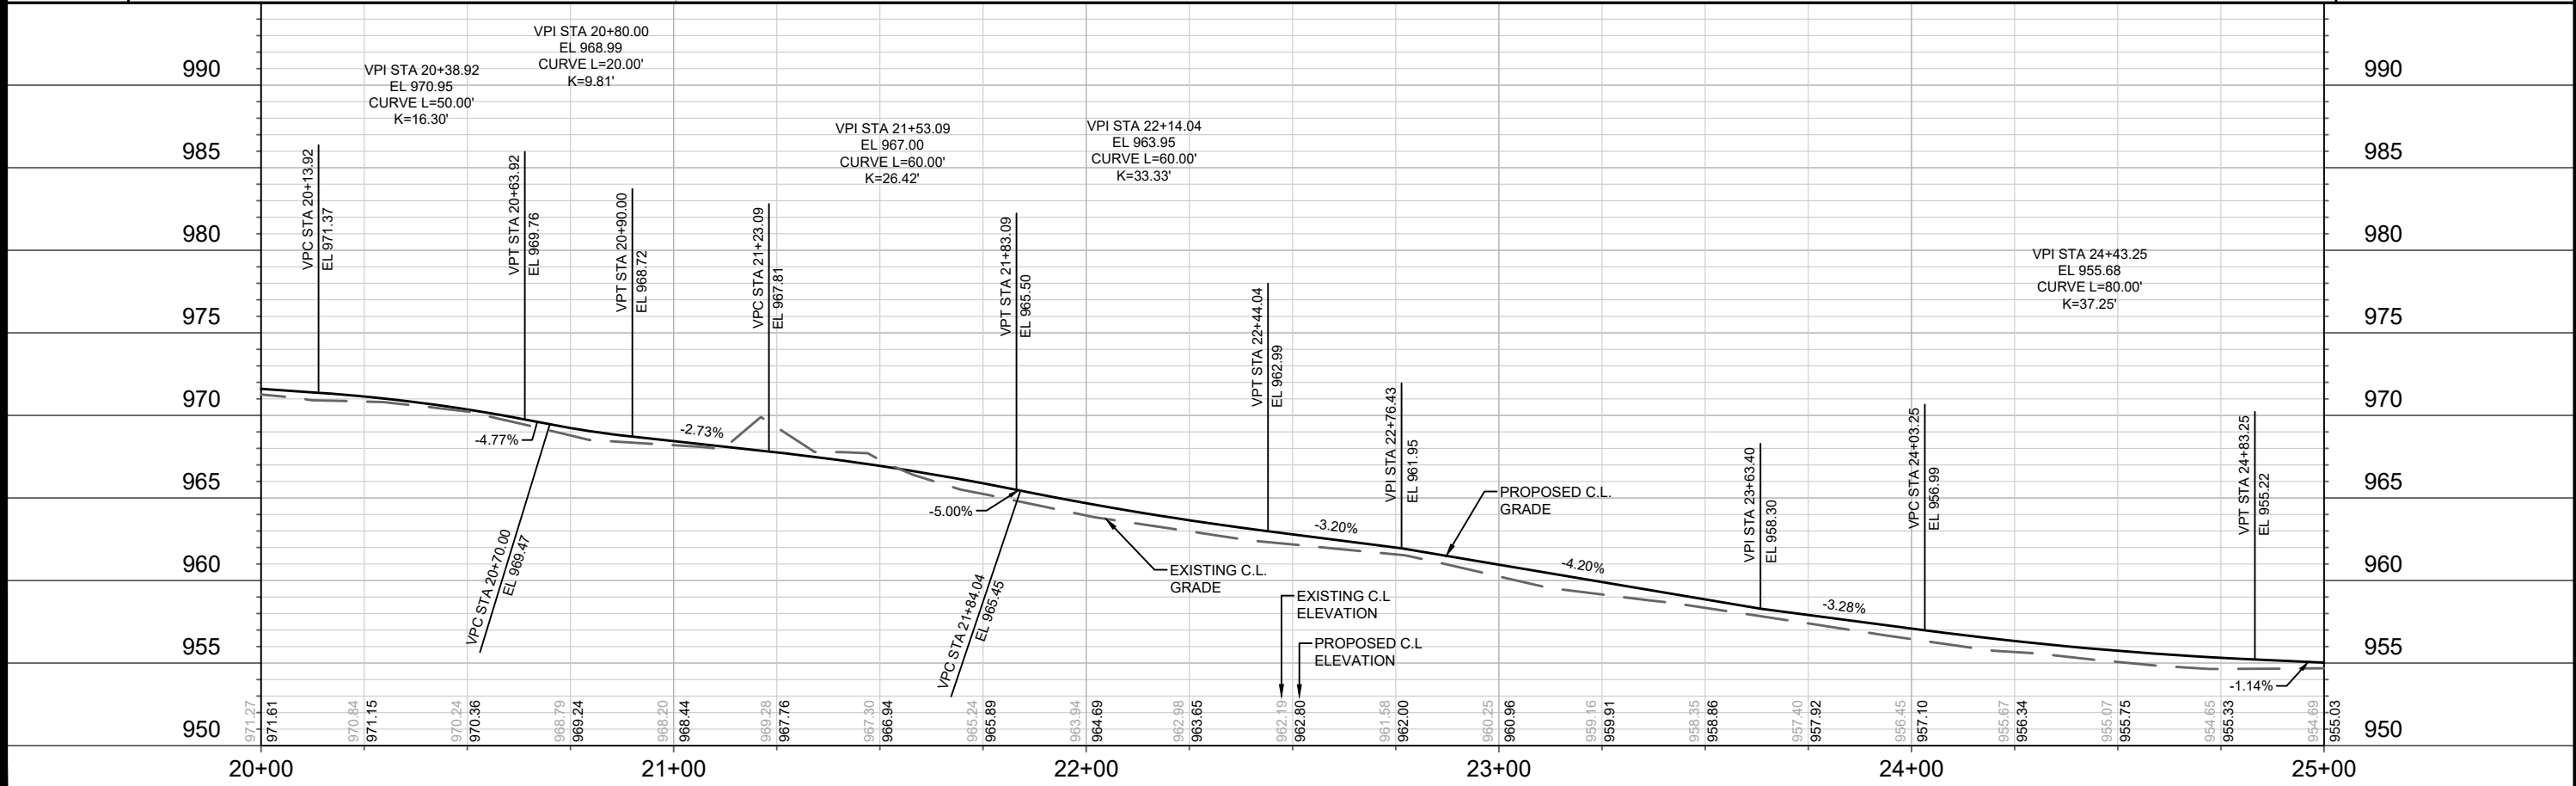 VPI STA 20+80.00
EL 968.99
CURVE L=20.00'
K=9.81'
VPI STA 20+38.92
EL 970.95
CURVE L=50.00'
K=16.30'
VPI STA 21+53.09
EL 967.00
CURVE L=60.00'
K=26.42'
VPI STA 22+14.04
EL 963.95
CURVE L=60.00'
K=33.33'
VPI STA 24+43.25
EL 955.68
CURVE L=80.00'
K=37.25'
990
985
980
975
970
965
960
955
950
990
985
980
975
970
965
960
955
950
VPC STA 20+13.92
EL 971.37
VPT STA 20+63.92
EL 969.76
VPT STA 20+90.00
EL 968.72
VPC STA 21+23.09
EL 967.81
VPT STA 21+83.09
EL 965.50
VPT STA 22+44.04
EL 962.99
VPI STA 22+76.43
EL 961.95
VPI STA 23+63.40
EL 958.30
VPC STA 24+03.25
EL 956.99
VPT STA 24+83.25
EL 955.22
VPC STA 20+70.00
EL 969.47
VPC STA 21+84.04
EL 965.45
-4.77%
-2.73%
-5.00%
-3.20%
-4.20%
-3.28%
-1.14%
PROPOSED C.L.
GRADE
EXISTING C.L.
GRADE
EXISTING C.L
ELEVATION
PROPOSED C.L
ELEVATION
971.27
971.61
970.84
971.15
970.24
970.36
968.79
969.24
968.20
968.44
969.28
967.76
967.30
966.94
965.24
965.89
963.94
964.69
962.98
963.65
962.19
962.80
961.58
962.00
960.25
960.96
959.16
959.91
958.35
958.86
957.40
957.92
956.45
957.10
955.67
956.34
955.07
955.75
954.65
955.33
954.69
955.03
20+00
21+00
22+00
23+00
24+00
25+00